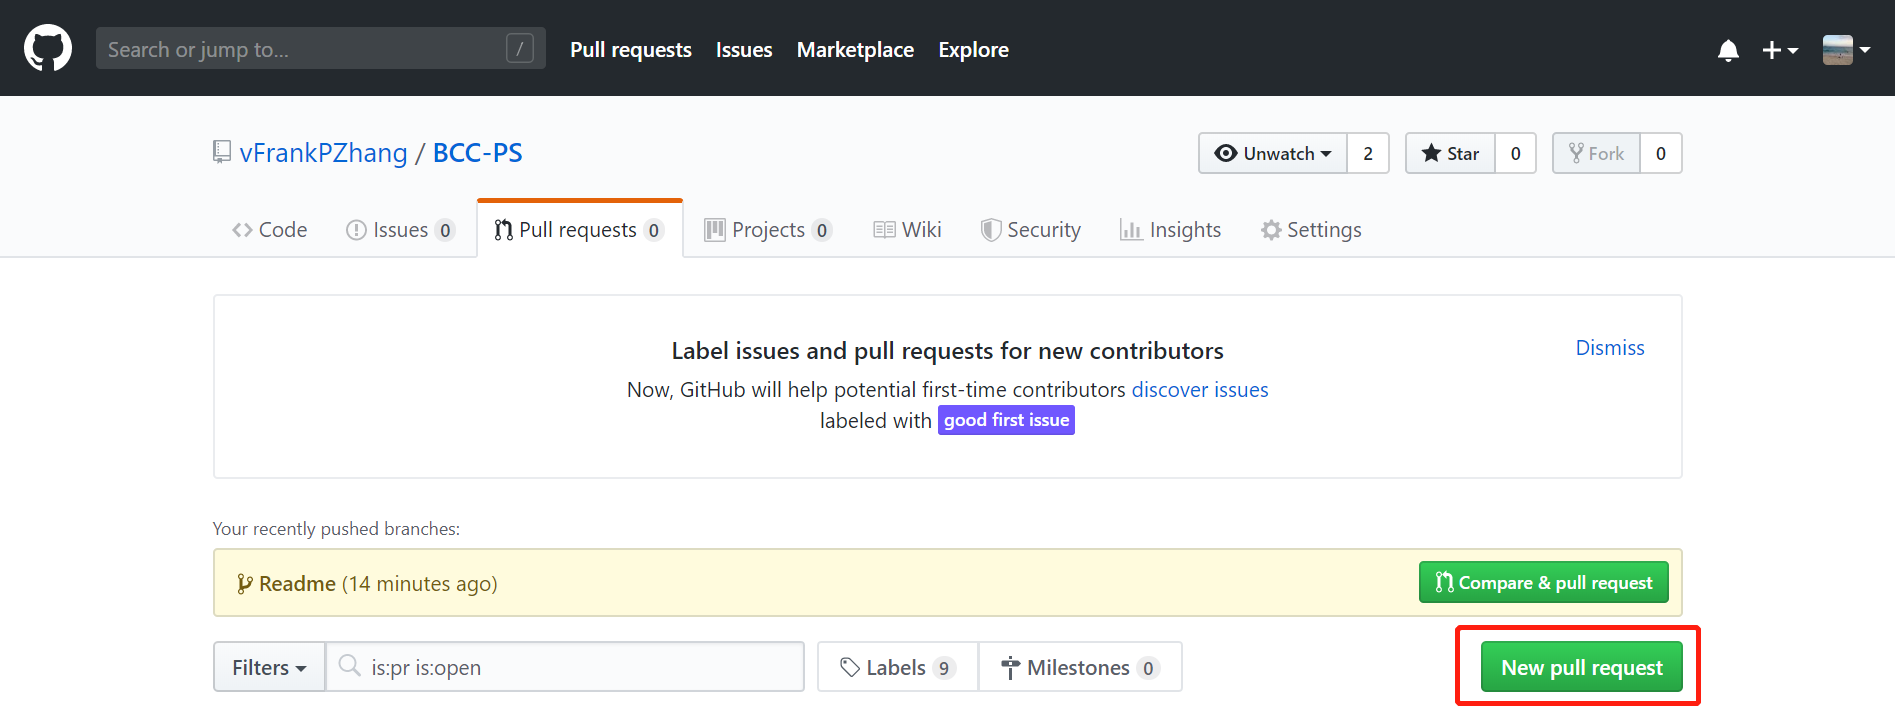 Search or jump to... / Pull requests Issues Marketplace Explore
vFrankPZhang / BCC-PS Unwatch 2 Star 0 Fork 0
Code Issues 0 Pull requests 0 Projects 0 Wiki Security Insights Settings
Label issues and pull requests for new contributors
Dismiss
Now, GitHub will help potential first-time contributors discover issues
labeled with good first issue
Your recently pushed branches:
Readme (14 minutes ago) Compare & pull request
Filters is:pr is:open Labels 9 Milestones 0 New pull request